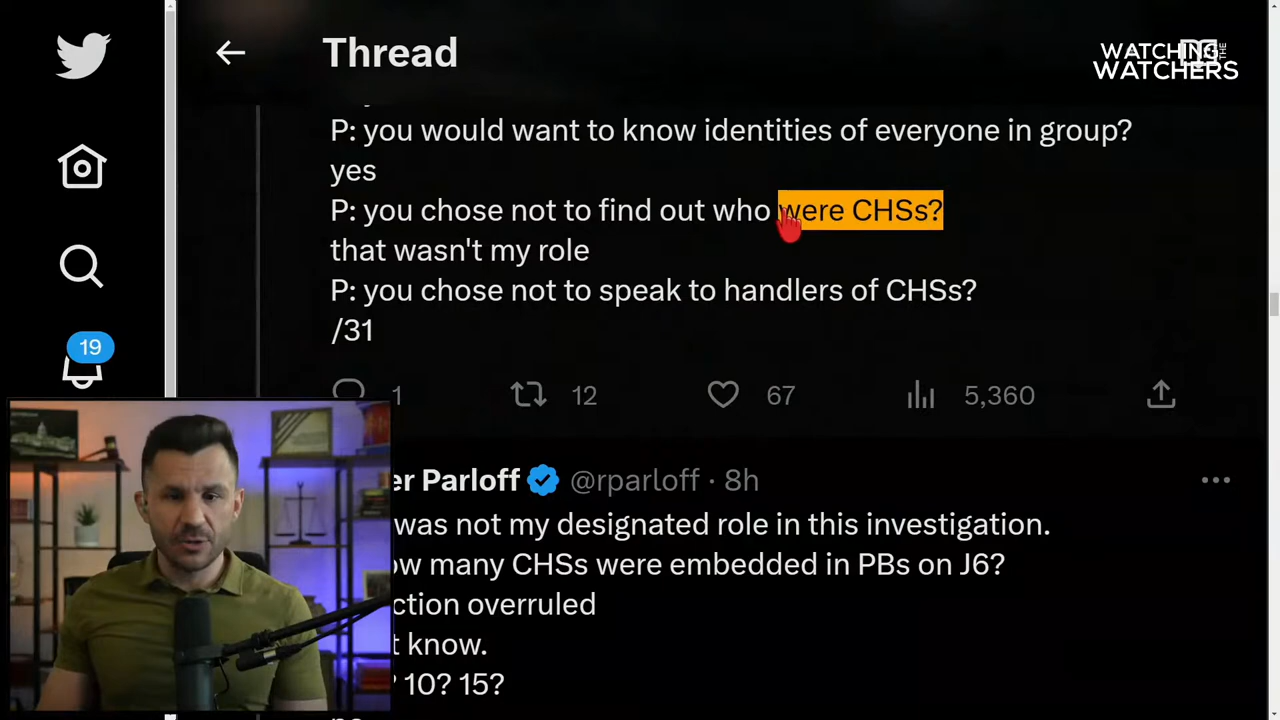 Thread
WATCHING THE
WATCHERS
P: you would want to know identities of everyone in group?
yes
P: you chose not to find out who were CHSs?
that wasn't my role
P: you chose not to speak to handlers of CHSs?
/31
1 12 67 5,360
19
er Parloff @rparloff · 8h
was not my designated role in this investigation.
ow many CHSs were embedded in PBs on J6?
ction overruled
t know.
? 10? 15?